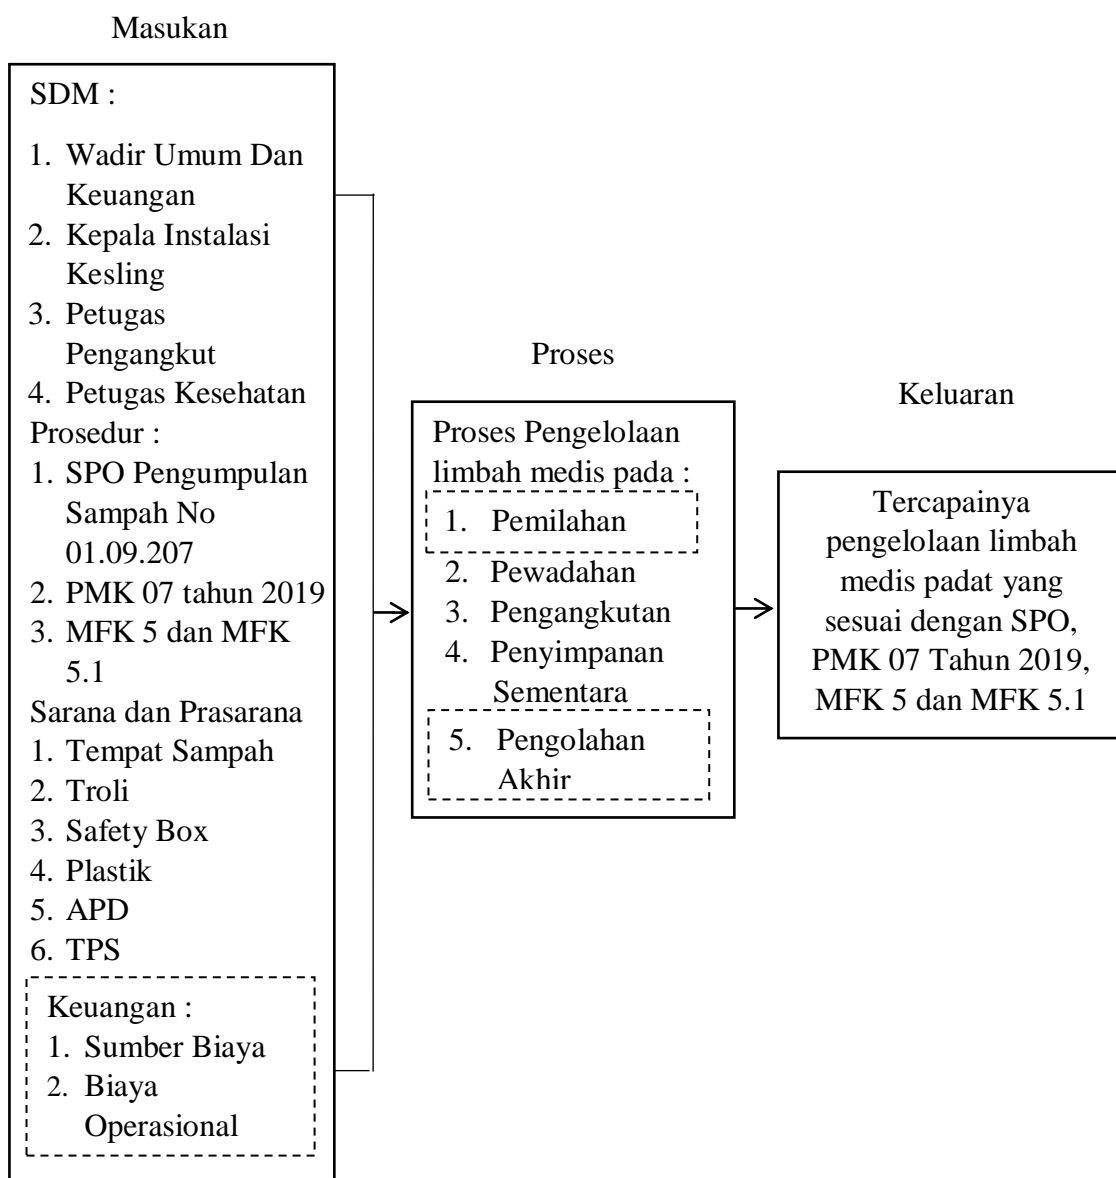 Masukan
SDM :
1. Wadir Umum Dan
Keuangan
2. Kepala Instalasi
Kesling
3. Petugas
Pengangkut
4. Petugas Kesehatan
Prosedur :
1. SPO Pengumpulan
Sampah No
01.09.207
2. PMK 07 tahun 2019
3. MFK 5 dan MFK
5.1
Sarana dan Prasarana
1. Tempat Sampah
2. Troli
3. Safety Box
4. Plastik
5. APD
6. TPS
Keuangan :
1. Sumber Biaya
2. Biaya
Operasional
Proses
Proses Pengelolaan
limbah medis pada :
1. Pemilahan
2. Pewadahan
3. Pengangkutan
4. Penyimpanan
Sementara
5. Pengolahan
Akhir
Keluaran
Tercapainya
pengelolaan limbah
medis padat yang
sesuai dengan SPO,
PMK 07 Tahun 2019,
MFK 5 dan MFK 5.1